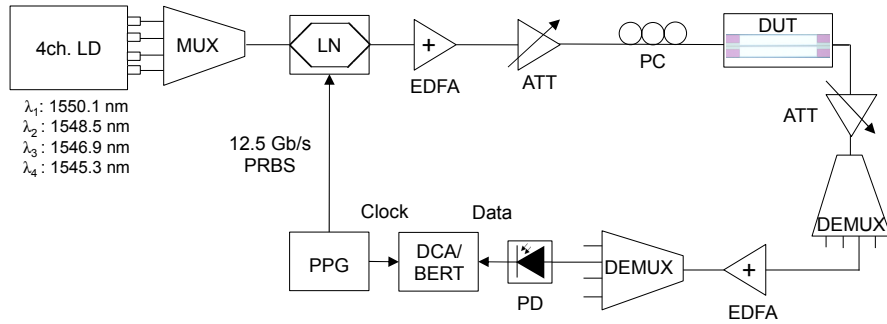 4ch. LD
MUX
LN
+
EDFA
ATT
PC
DUT
λ1: 1550.1 nm
λ2 : 1548.5 nm
λ3 : 1546.9 nm
λ4 : 1545.3 nm
12.5 Gb/s
PRBS
ATT
DEMUX
Clock
Data
PPG
DCA/
BERT
PD
DEMUX
+
EDFA